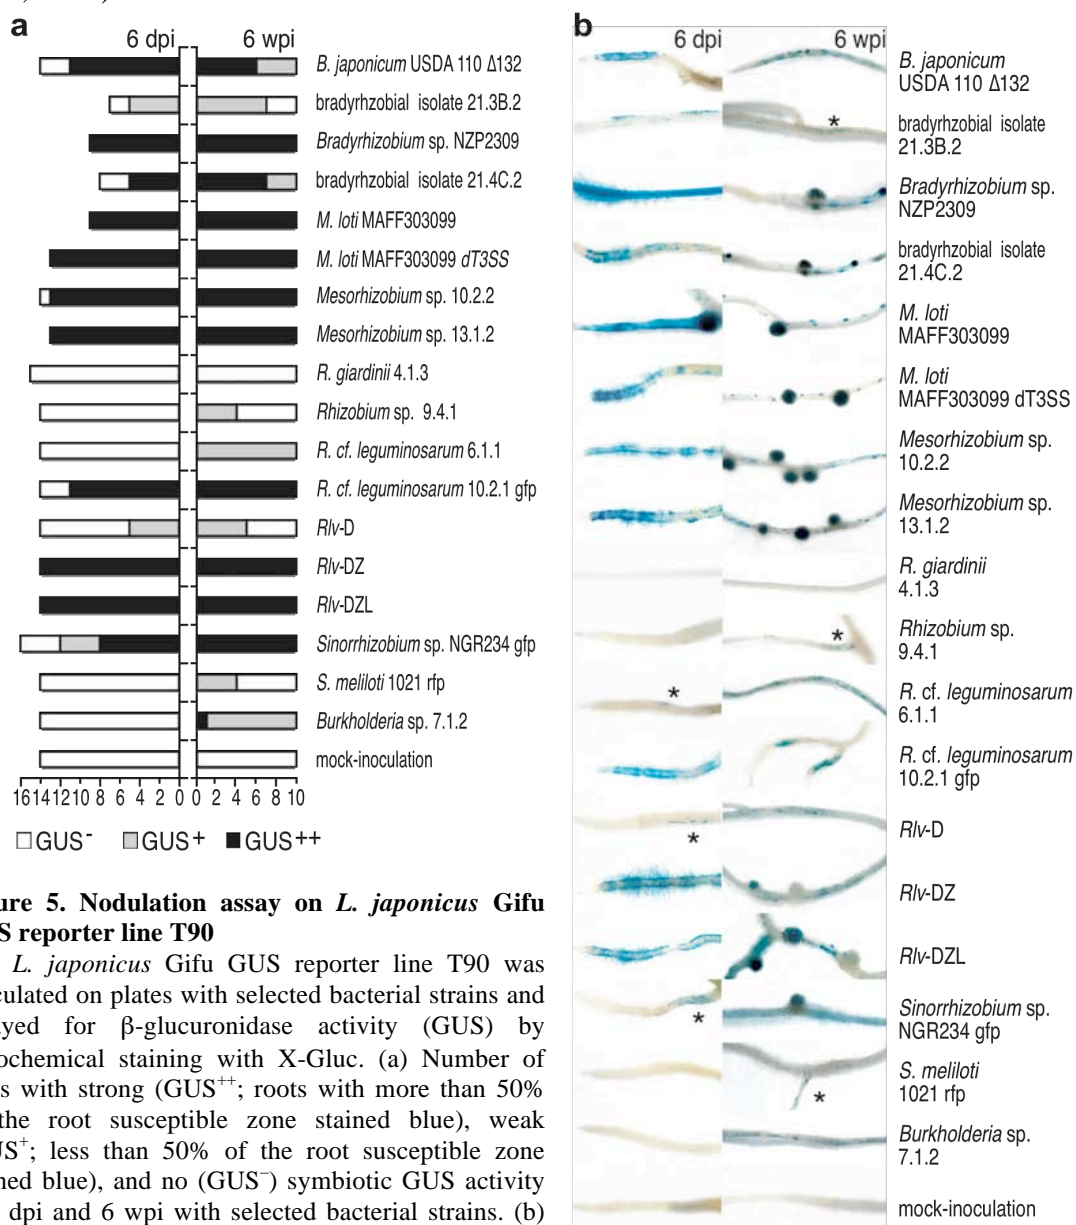 a
6 dpi 6 wpi
B. japonicum USDA 110 Δ132
bradyrhzobial isolate 21.3B.2
Bradyrhizobium sp. NZP2309
bradyrhzobial isolate 21.4C.2
M. loti MAFF303099
M. loti MAFF303099 dT3SS
Mesorhizobium sp. 10.2.2
Mesorhizobium sp. 13.1.2
R. giardinii 4.1.3
Rhizobium sp. 9.4.1
R. cf. leguminosarum 6.1.1
R. cf. leguminosarum 10.2.1 gfp
Rlv-D
Rlv-DZ
Rlv-DZL
Sinorrhizobium sp. NGR234 gfp
S. meliloti 1021 rfp
Burkholderia sp. 7.1.2
mock-inoculation
16 14 12 10 8 6 4 2 0 0 2 4 6 8 10
GUS- GUS+ GUS++
ure 5. Nodulation assay on L. japonicus Gifu
S reporter line T90
L. japonicus Gifu GUS reporter line T90 was
culated on plates with selected bacterial strains and
yed for β-glucuronidase activity (GUS) by
ochemical staining with X-Gluc. (a) Number of
s with strong (GUS++; roots with more than 50%
the root susceptible zone stained blue), weak
US+; less than 50% of the root susceptible zone
ned blue), and no (GUS–) symbiotic GUS activity
dpi and 6 wpi with selected bacterial strains. (b)
b
6 dpi 6 wpi
B. japonicum
USDA 110 Δ132
bradyrhzobial isolate
21.3B.2
*
Bradyrhizobium sp.
NZP2309
bradyrhzobial isolate
21.4C.2
M. loti
MAFF303099
M. loti
MAFF303099 dT3SS
Mesorhizobium sp.
10.2.2
Mesorhizobium sp.
13.1.2
R. giardinii
4.1.3
Rhizobium sp.
9.4.1
*
R. cf. leguminosarum
6.1.1
*
R. cf. leguminosarum
10.2.1 gfp
Rlv-D
*
Rlv-DZ
Rlv-DZL
Sinorrhizobium sp.
NGR234 gfp
*
S. meliloti
1021 rfp
*
Burkholderia sp.
7.1.2
mock-inoculation